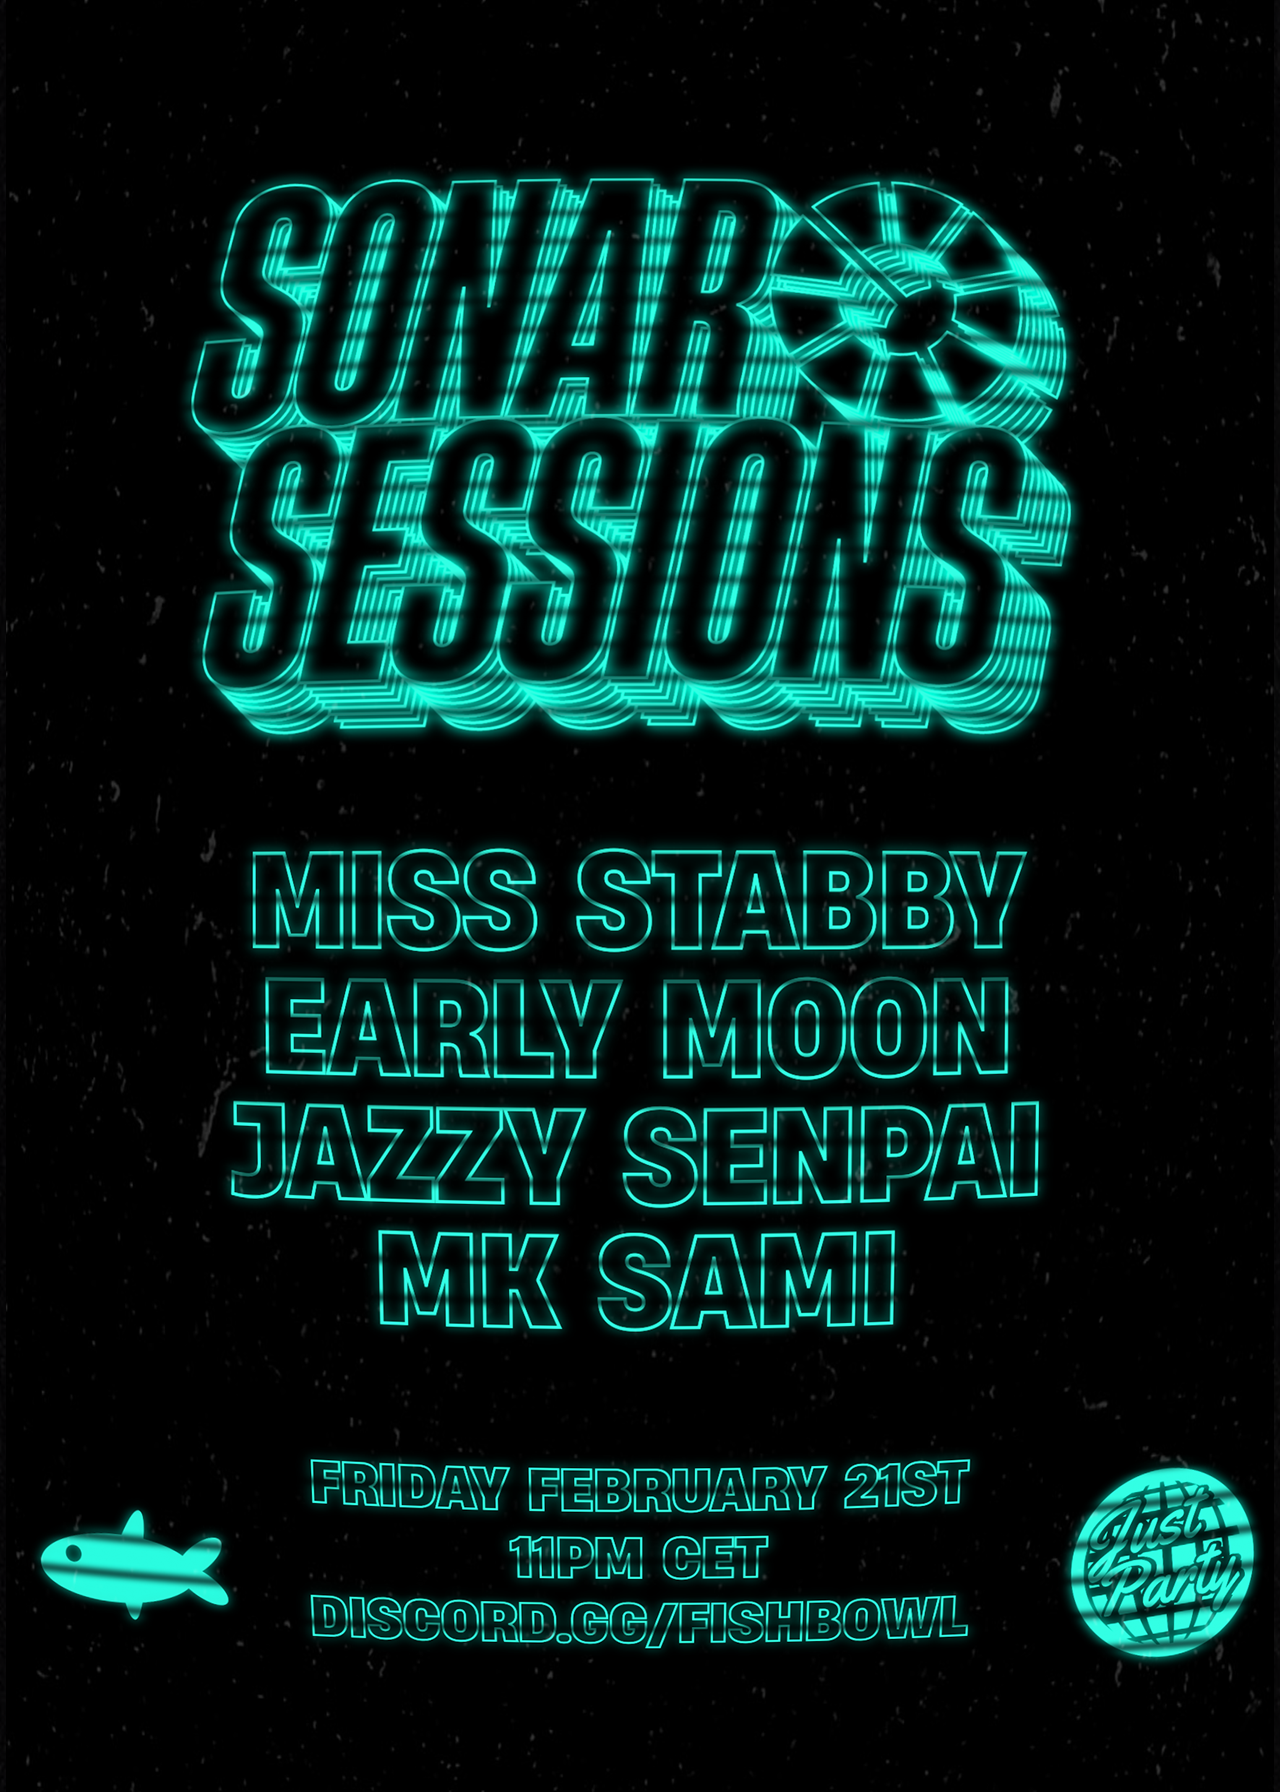 SONAR
SESSIONS
MISS STABBY
EARLY MOON
JAZZY SENPAI
MK SAMI
FRIDAY FEBRUARY 21ST
11PM CET
DISCORD.GG/FISHBOWL
Just
Party